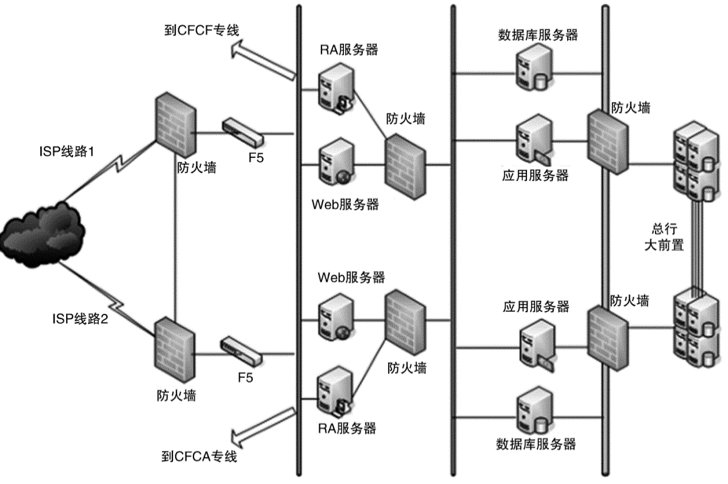 到CFCF专线
RA服务器
数据库服务器
防火墙
防火墙
ISP线路1
防火墙
F5
Web服务器
应用服务器
总行
大前置
Web服务器
ISP线路2
应用服务器
防火墙
防火墙
F5
防火墙
RA服务器
到CFCA专线
数据库服务器